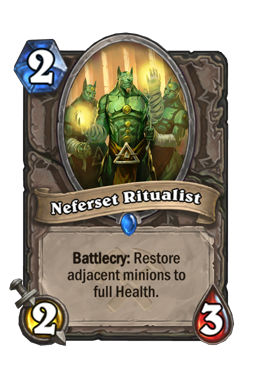 2
Neferset Ritualist
Battlecry: Restore
adjacent minions to
full Health.
2
3